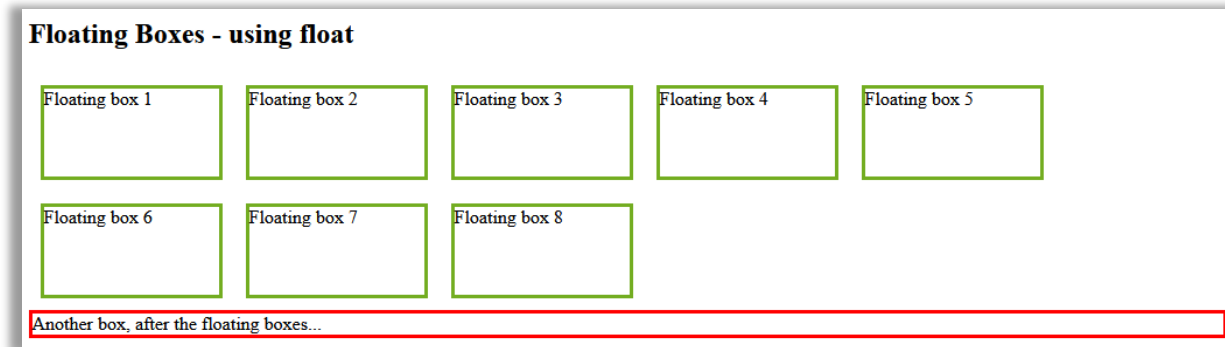 Floating Boxes - using float
Floating box 1 Floating box 2 Floating box 3 Floating box 4 Floating box 5
Floating box 6 Floating box 7 Floating box 8
Another box, after the floating boxes...